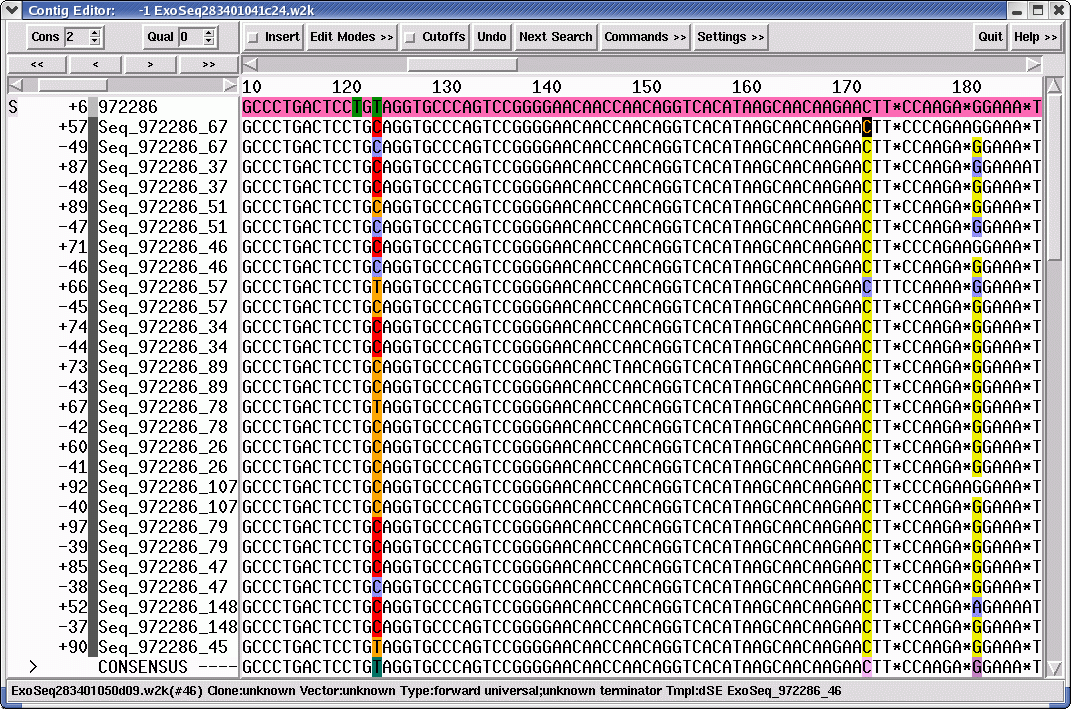 Contig Editor: -1 ExoSeq283401041c24.w2k
Cons 2 Qual 0 Insert Edit Modes >> Cutoffs Undo Next Search Commands >> Settings >> Quit Help >>
<< < > >>
10 120 130 140 150 160 170 180
S +6 972286 GCCCTGACTCCTGTAGGTGCCCAGTCCGGGGAACAACCAACAGGTCACATAAGCAACAAGAACTT*CCAAGA*GGAAA*T
+57 Seq_972286_67 GCCCTGACTCCTGCAGGTGCCCAGTCCGGGGAACAACCAACAGGTCACATAAGCAACAAGAACTT*CCCAGAAGGAAA*T
-49 Seq_972286_67 GCCCTGACTCCTGCAGGTGCCCAGTCCGGGGAACAACCAACAGGTCACATAAGCAACAAGAACTT*CCAAGA*GGAAA*T
+87 Seq_972286_37 GCCCTGACTCCTGCAGGTGCCCAGTCCGGGGAACAACCAACAGGTCACATAAGCAACAAGAACTT*CCAAGA*GGAAAAT
-48 Seq_972286_37 GCCCTGACTCCTGCAGGTGCCCAGTCCGGGGAACAACCAACAGGTCACATAAGCAACAAGAACTT*CCAAGA*GGAAA*T
+89 Seq_972286_51 GCCCTGACTCCTGCAGGTGCCCAGTCCGGGGAACAACCAACAGGTCACATAAGCAACAAGAACTT*CCAAGA*GGAAA*T
-47 Seq_972286_51 GCCCTGACTCCTGCAGGTGCCCAGTCCGGGGAACAACCAACAGGTCACATAAGCAACAAGAACTT*CCAAGA*GGAAA*T
+71 Seq_972286_46 GCCCTGACTCCTGCAGGTGCCCAGTCCGGGGAACAACCAACAGGTCACATAAGCAACAAGAACTT*CCCAGAAGGAAA*T
-46 Seq_972286_46 GCCCTGACTCCTGCAGGTGCCCAGTCCGGGGAACAACCAACAGGTCACATAAGCAACAAGAACTT*CCAAGA*GGAAA*T
+66 Seq_972286_57 GCCCTGACTCCTGTAGGTGCCCAGTCCGGGGAACAACCAACAGGTCACATAAGCAACAAGAACTTTCCAAAA*GGAAA*T
-45 Seq_972286_57 GCCCTGACTCCTGCAGGTGCCCAGTCCGGGGAACAACCAACAGGTCACATAAGCAACAAGAACTT*CCAAGA*GGAAA*T
+74 Seq_972286_34 GCCCTGACTCCTGCAGGTGCCCAGTCCGGGGAACAACCAACAGGTCACATAAGCAACAAGAACTT*CCAAGA*GGAAA*T
-44 Seq_972286_34 GCCCTGACTCCTGCAGGTGCCCAGTCCGGGGAACAACCAACAGGTCACATAAGCAACAAGAACTT*CCAAGA*GGAAA*T
+73 Seq_972286_89 GCCCTGACTCCTGCAGGTGCCCAGTCCGGGGAACAACTAACAGGTCACATAAGCAACAAGAACTT*CCAAGA*GGAAA*T
-43 Seq_972286_89 GCCCTGACTCCTGCAGGTGCCCAGTCCGGGGAACAACCAACAGGTCACATAAGCAACAAGAACTT*CCAAGA*GGAAA*T
+67 Seq_972286_78 GCCCTGACTCCTGTAGGTGCCCAGTCCGGGGAACAACCAACAGGTCACATAAGCAACAAGAACTT*CCAAGA*GGAAA*T
-42 Seq_972286_78 GCCCTGACTCCTGCAGGTGCCCAGTCCGGGGAACAACCAACAGGTCACATAAGCAACAAGAACTT*CCAAGA*GGAAA*T
+60 Seq_972286_26 GCCCTGACTCCTGCAGGTGCCCAGTCCGGGGAACAACCAACAGGTCACATAAGCAACAAGAACTT*CCAAGA*GGAAA*T
-41 Seq_972286_26 GCCCTGACTCCTGCAGGTGCCCAGTCCGGGGAACAACCAACAGGTCACATAAGCAACAAGAACTT*CCAAGA*GGAAA*T
+92 Seq_972286_107 GCCCTGACTCCTGCAGGTGCCCAGTCCGGGGAACAACCAACAGGTCACATAAGCAACAAGAACTT*CCAAGAAGGAAA*T
-40 Seq_972286_107 GCCCTGACTCCTGCAGGTGCCCAGTCCGGGGAACAACCAACAGGTCACATAAGCAACAAGAACTT*CCAAGA*GGAAA*T
+97 Seq_972286_79 GCCCTGACTCCTGCAGGTGCCCAGTCCGGGGAACAACCAACAGGTCACATAAGCAACAAGAACTT*CCAAGA*GGAAA*T
-39 Seq_972286_79 GCCCTGACTCCTGCAGGTGCCCAGTCCGGGGAACAACCAACAGGTCACATAAGCAACAAGAACTT*CCAAGA*GGAAA*T
+85 Seq_972286_47 GCCCTGACTCCTGCAGGTGCCCAGTCCGGGGAACAACCAACAGGTCACATAAGCAACAAGAACTT*CCAAGA*GGAAA*T
-38 Seq_972286_47 GCCCTGACTCCTGCAGGTGCCCAGTCCGGGGAACAACCAACAGGTCACATAAGCAACAAGAACTT*CCAAGA*GGAAA*T
+52 Seq_972286_148 GCCCTGACTCCTGCAGGTGCCCAGTCCGGGGAACAACCAACAGGTCACATAAGCAACAAGAACTT*CCAAGA*AGAAAAT
-37 Seq_972286_148 GCCCTGACTCCTGCAGGTGCCCAGTCCGGGGAACAACCAACAGGTCACATAAGCAACAAGAACTT*CCAAGA*GGAAA*T
+90 Seq_972286_45 GCCCTGACTCCTGTAGGTGCCCAGTCCGGGGAACAACCAACAGGTCACATAAGCAACAAGAACTT*CCAAGA*GGAAA*T
> CONSENSUS ---- GCCCTGACTCCTGTAGGTGCCCAGTCCGGGGAACAACCAACAGGTCACATAAGCAACAAGAACTT*CCAAGA*GGAAA*T
ExoSeq283401050d09.w2k(#46) Clone:unknown Vector:unknown Type:forward universal;unknown terminator Tmpl:dSE ExoSeq_972286_46